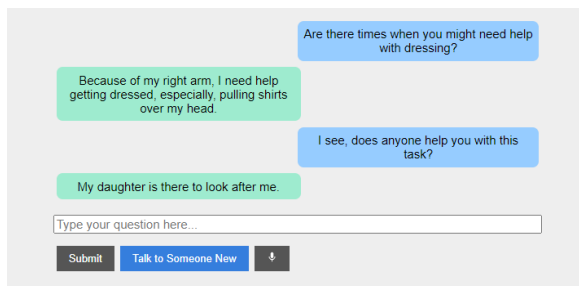 Are there times when you might need help
with dressing?
Because of my right arm, I need help
getting dressed, especially, pulling shirts
over my head.
I see, does anyone help you with this
task?
My daughter is there to look after me.
Type your question here...
Submit
Talk to Someone New